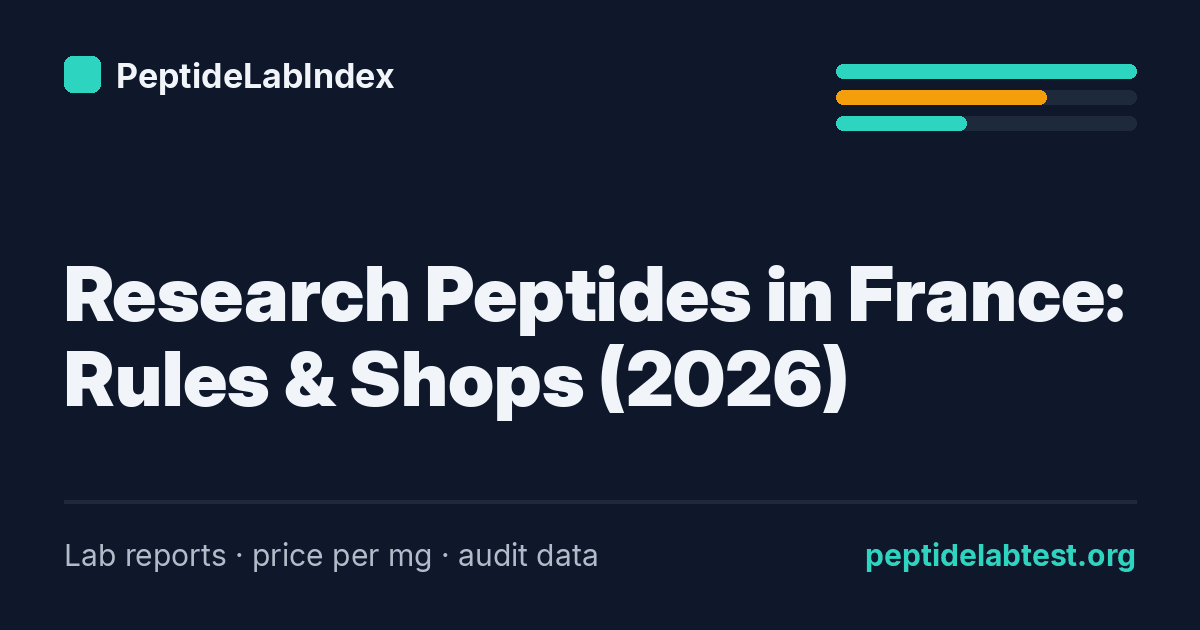 PeptideLabIndex
Research Peptides in France:
Rules & Shops (2026)
Lab reports · price per mg · audit data
peptidelabtest.org